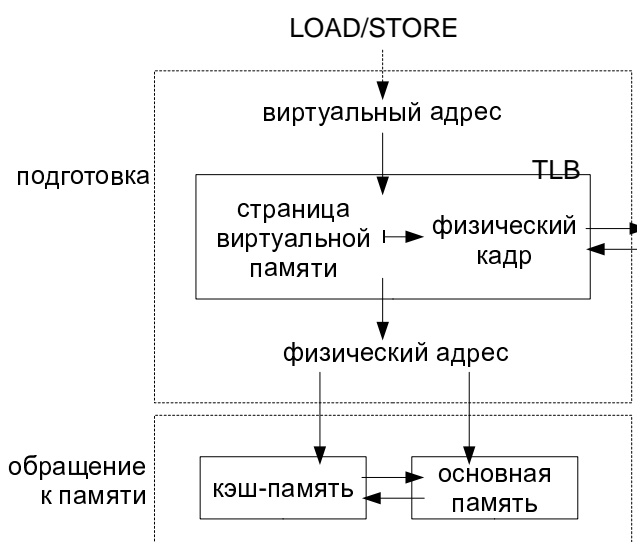 LOAD/STORE
виртуальный адрес
подготовка
TLB
страница
виртуальной
памяти
физический
кадр
физический адрес
обращение
к памяти
кэш-память
основная
память